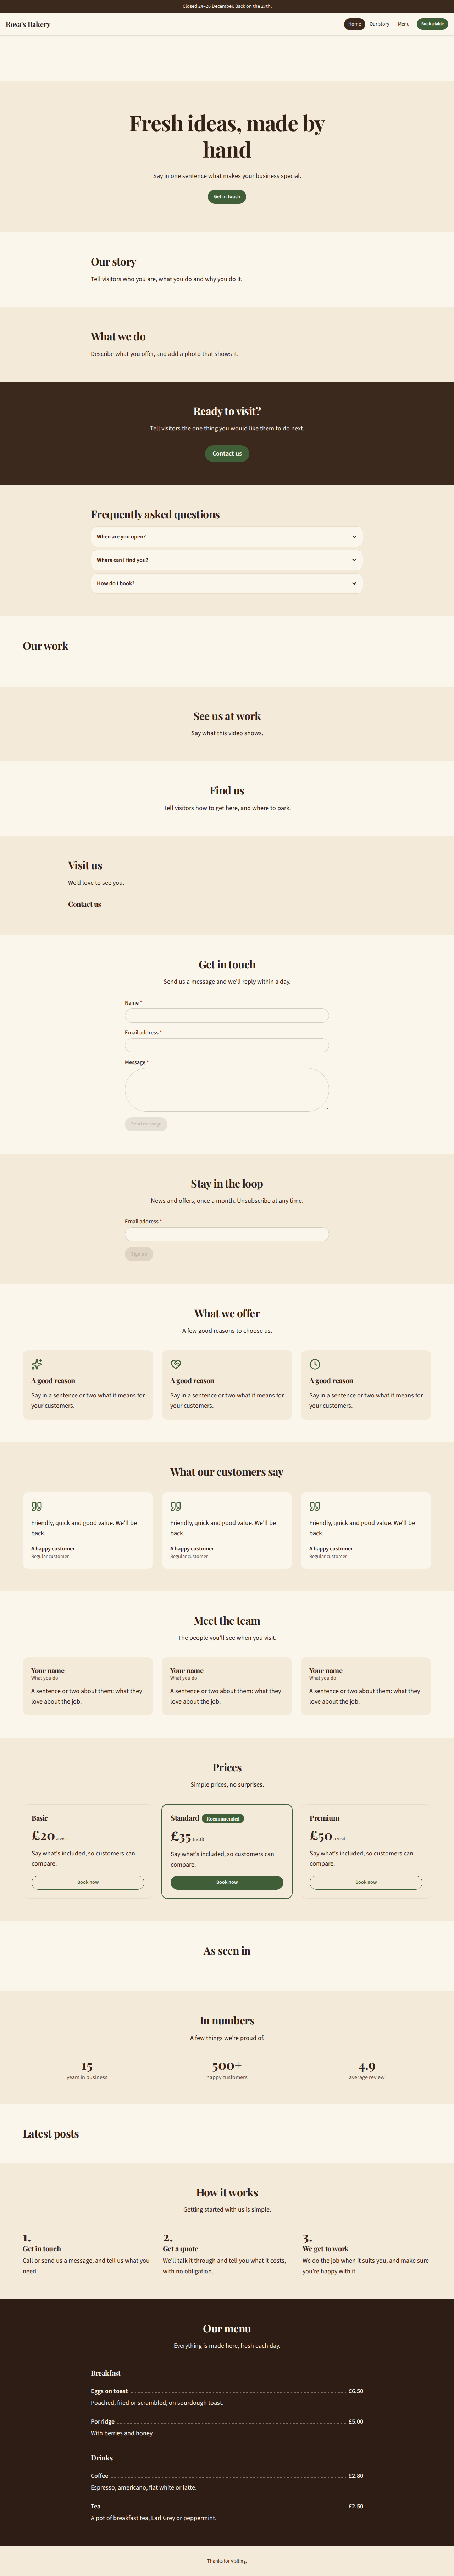 Closed 24–26 December. Back on the 27th.
Rosa's Bakery
Home
Our story
Menu
Book a table
Fresh ideas, made by
hand
Say in one sentence what makes your business special.
Get in touch
Our story
Tell visitors who you are, what you do and why you do it.
What we do
Describe what you offer, and add a photo that shows it.
Ready to visit?
Tell visitors the one thing you would like them to do next.
Contact us
Frequently asked questions
When are you open?
Where can I find you?
How do I book?
Our work
See us at work
Say what this video shows.
Find us
Tell visitors how to get here, and where to park.
Visit us
We'd love to see you.
Contact us
Get in touch
Send us a message and we'll reply within a day.
Name *
Email address *
Message *
Send message
Stay in the loop
News and offers, once a month. Unsubscribe at any time.
Email address *
Sign up
What we offer
A few good reasons to choose us.
A good reason
Say in a sentence or two what it means for
your customers.
A good reason
Say in a sentence or two what it means for
your customers.
A good reason
Say in a sentence or two what it means for
your customers.
What our customers say
Friendly, quick and good value. We'll be
back.
A happy customer
Regular customer
Friendly, quick and good value. We'll be
back.
A happy customer
Regular customer
Friendly, quick and good value. We'll be
back.
A happy customer
Regular customer
Meet the team
The people you'll see when you visit.
Your name
What you do
A sentence or two about them: what they
love about the job.
Your name
What you do
A sentence or two about them: what they
love about the job.
Your name
What you do
A sentence or two about them: what they
love about the job.
Prices
Simple prices, no surprises.
Basic
£20 a visit
Say what's included, so customers can
compare.
Book now
Standard Recommended
£35 a visit
Say what's included, so customers can
compare.
Book now
Premium
£50 a visit
Say what's included, so customers can
compare.
Book now
As seen in
In numbers
A few things we're proud of.
15
years in business
500+
happy customers
4.9
average review
Latest posts
How it works
Getting started with us is simple.
1.
Get in touch
Call or send us a message, and tell us what you
need.
2.
Get a quote
We'll talk it through and tell you what it costs,
with no obligation.
3.
We get to work
We do the job when it suits you, and make sure
you're happy with it.
Our menu
Everything is made here, fresh each day.
Breakfast
Eggs on toast £6.50
Poached, fried or scrambled, on sourdough toast.
Porridge £5.00
With berries and honey.
Drinks
Coffee £2.80
Espresso, americano, flat white or latte.
Tea £2.50
A pot of breakfast tea, Earl Grey or peppermint.
Thanks for visiting.